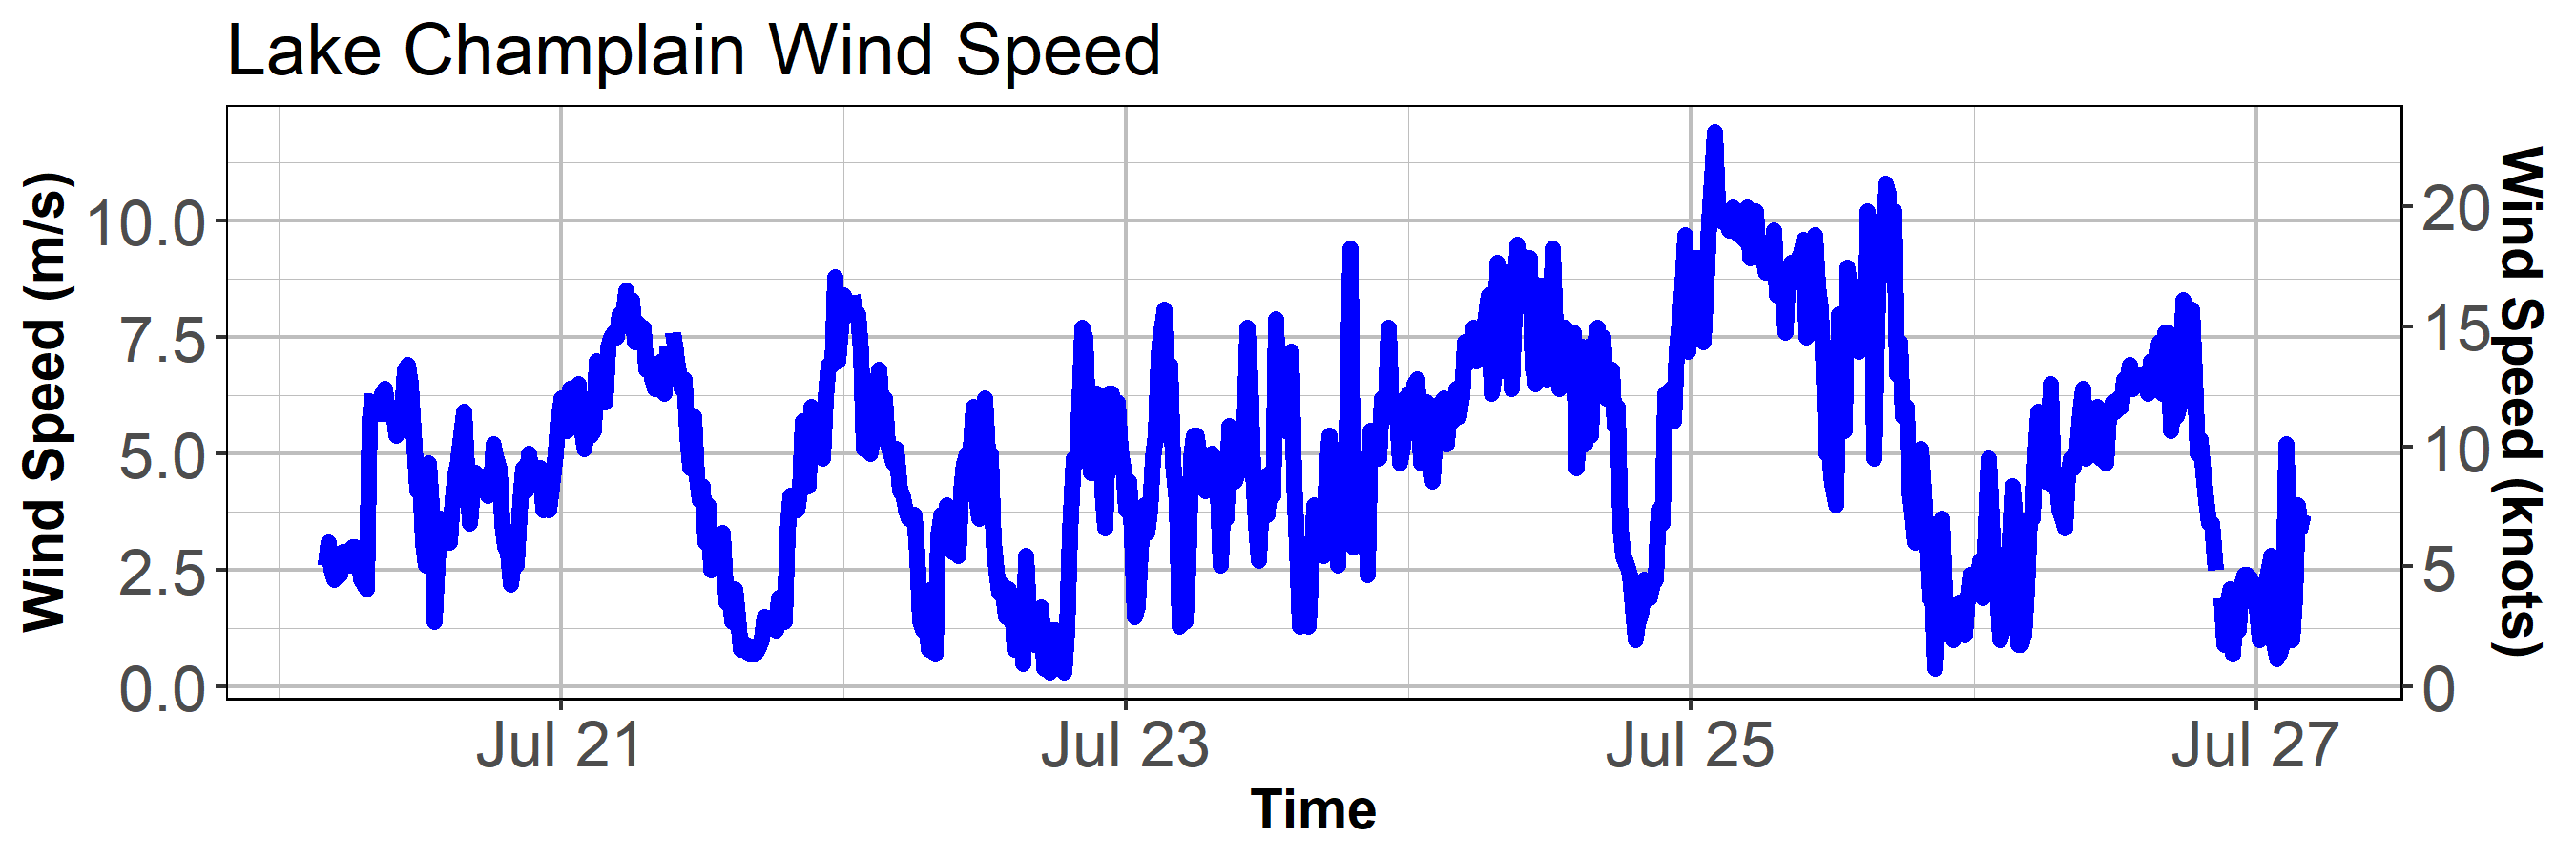 Lake Champlain Wind Speed
Wind Speed (m/s)
10.0
7.5
5.0
2.5
0.0
20
15
10
5
0
Wind Speed (knots)
Jul 21
Jul 23
Jul 25
Jul 27
Time